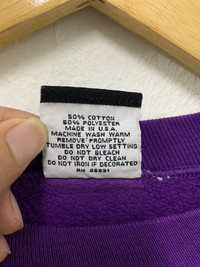 50% COTTON
50% POLYESTER
MADE IN U.S.A.
MACHINE WASH WARM
REMOVE PROMPTLY
TUMBLE DRY LOW SETTING
DO NOT BLEACH
DO NOT DRY CLEAN
DO NOT IRON IF DECORATED
RN